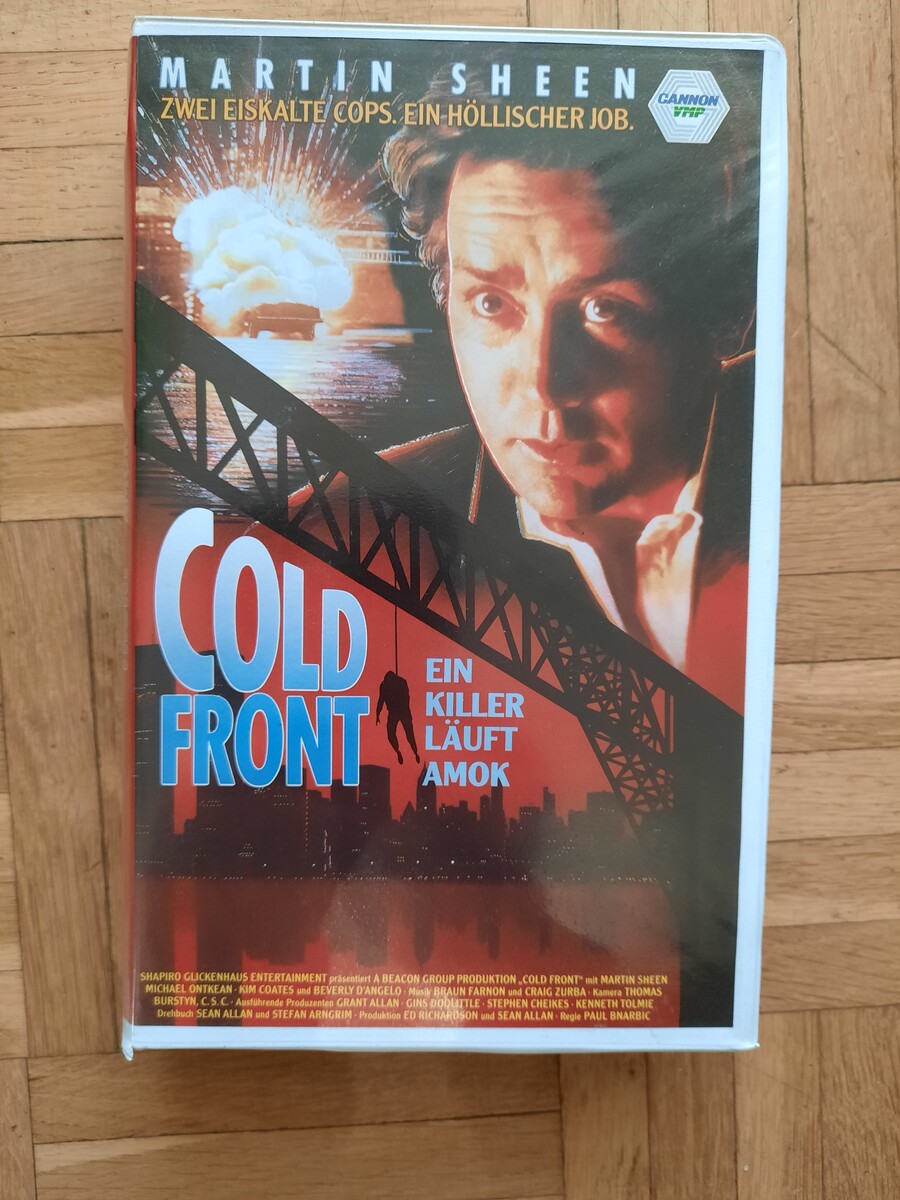 MARTIN SHEEN
ZWEI EISKALTE COPS. EIN HÖLLISCHER JOB.
CANNON
VMP
COLD
FRONT
EIN
KILLER
LÄUFT
AMOK
SHAPIRO GLICKENHAUS ENTERTAINMENT präsentiert A BEACON GROUP PRODUKTION „COLD FRONT" mit MARTIN SHEEN
MICHAEL ONTKEAN · KIM COATES und BEVERLY D'ANGELO · Musik BRAUN FARNON und CRAIG ZURBA · Kamera THOMAS
BURSTYN, C. S. C. · Ausführende Produzenten GRANT ALLAN · GINS DOOLITTLE · STEPHEN CHEIKES · KENNETH TOLMIE
Drehbuch SEAN ALLAN und STEFAN ARNGRIM · Produktion ED RICHARDSON und SEAN ALLAN · Regie PAUL BNARBIC